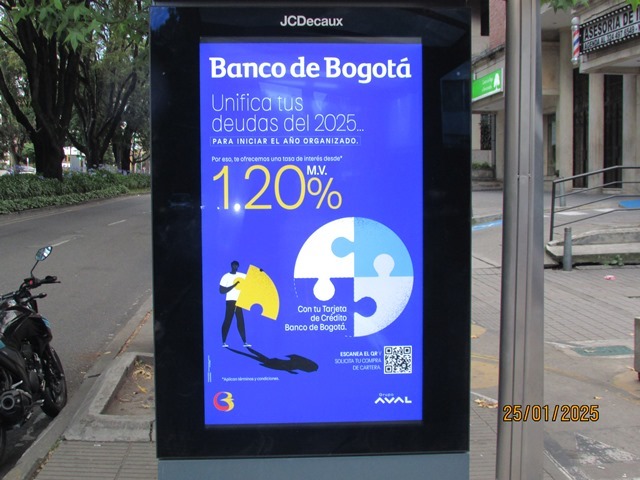 JCDecaux
Banco de Bogotá
Unifica tus
deudas del 2025...
PARA INICIAR EL AÑO ORGANIZADO.
Por eso, te ofrecemos una tasa de interés desde*
1.20% M.V.
Con tu Tarjeta
de Crédito
Banco de Bogotá.
ESCANEA EL QR Y
SOLICITA TU COMPRA
DE CARTERA.
*Aplican términos y condiciones.
Grupo
AVAL
ASESORIA DE
25/01/2025